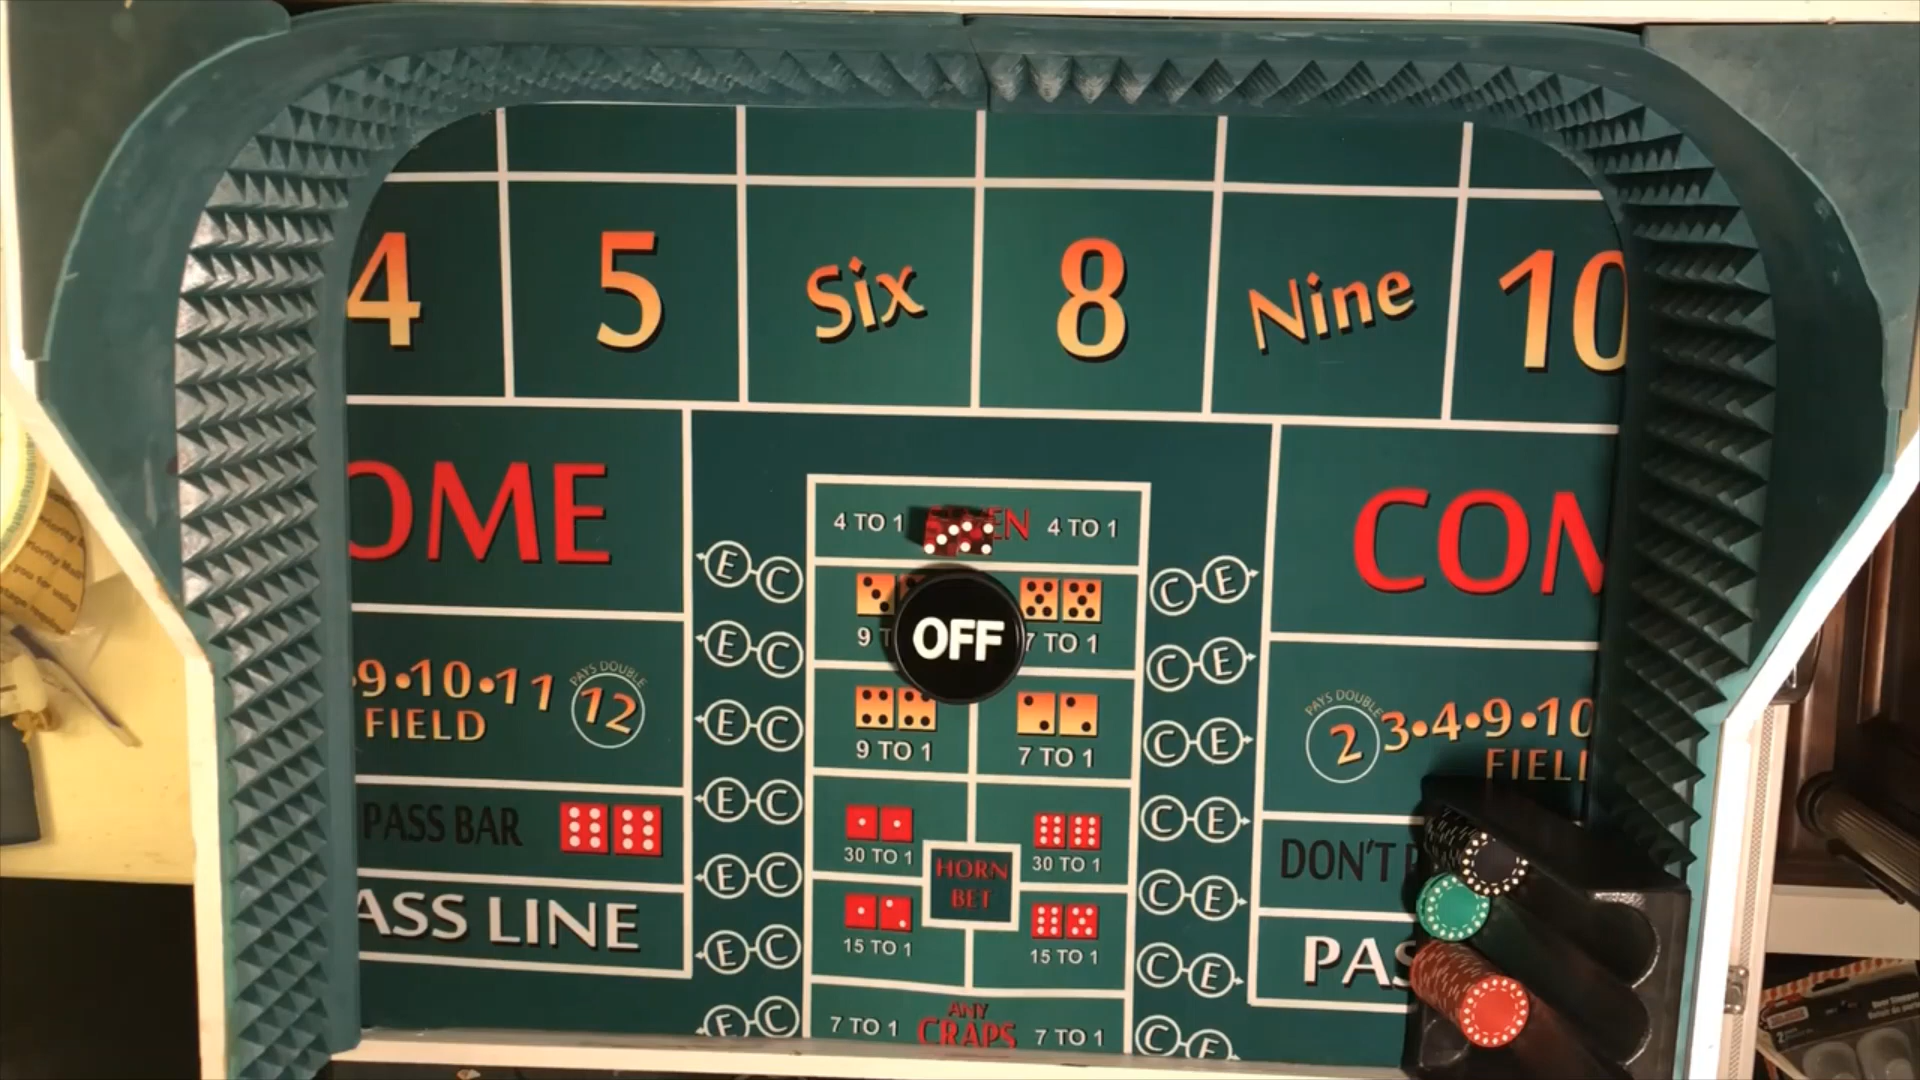 4 5 Six 8 Nine 10
OME
COM
4 TO 1 EN 4 TO 1
E C
C E
9 T
OFF
7 TO 1
E C
C E
PAYS DOUBLE
•9•10•11 12
FIELD
9 TO 1
7 TO 1
E C
C E
PAYS DOUBLE
2 3•4•9•10
FIEL
E C
C E
PASS BAR
30 TO 1
30 TO 1
HORN
BET
DON'T P
E C
C E
ASS LINE
15 TO 1
15 TO 1
PAS
E C
C E
E C
C E
ANY
7 TO 1 CRAPS 7 TO 1